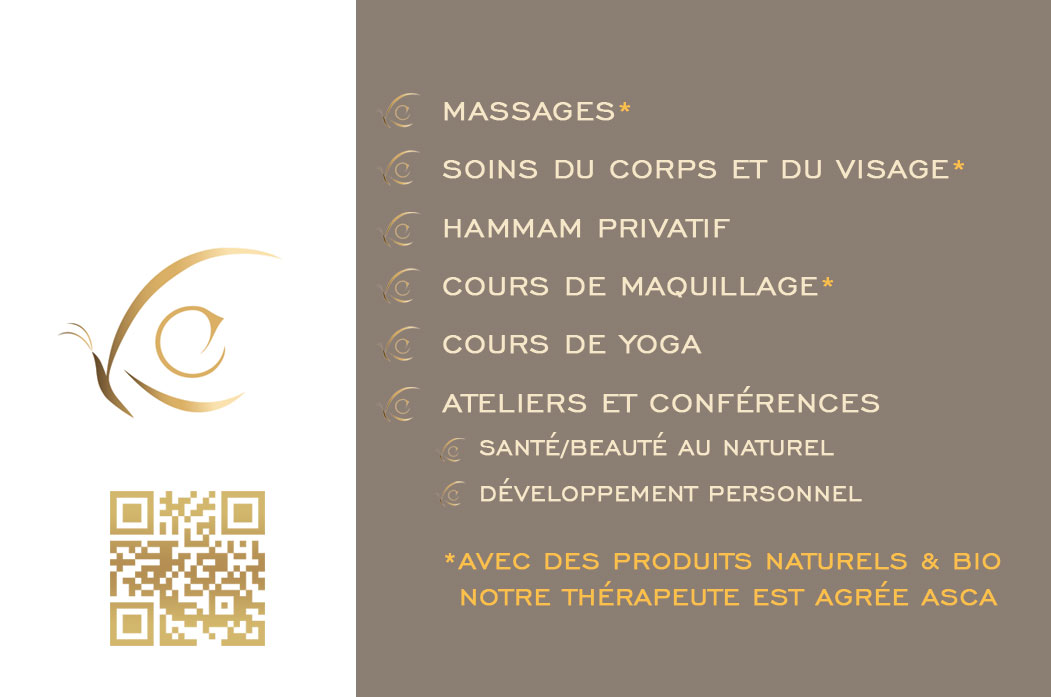 MASSAGES*
SOINS DU CORPS ET DU VISAGE*
HAMMAM PRIVATIF
COURS DE MAQUILLAGE*
COURS DE YOGA
ATELIERS ET CONFÉRENCES
SANTÉ/BEAUTÉ AU NATUREL
DÉVELOPPEMENT PERSONNEL
*AVEC DES PRODUITS NATURELS & BIO
NOTRE THÉRAPEUTE EST AGRÉE ASCA